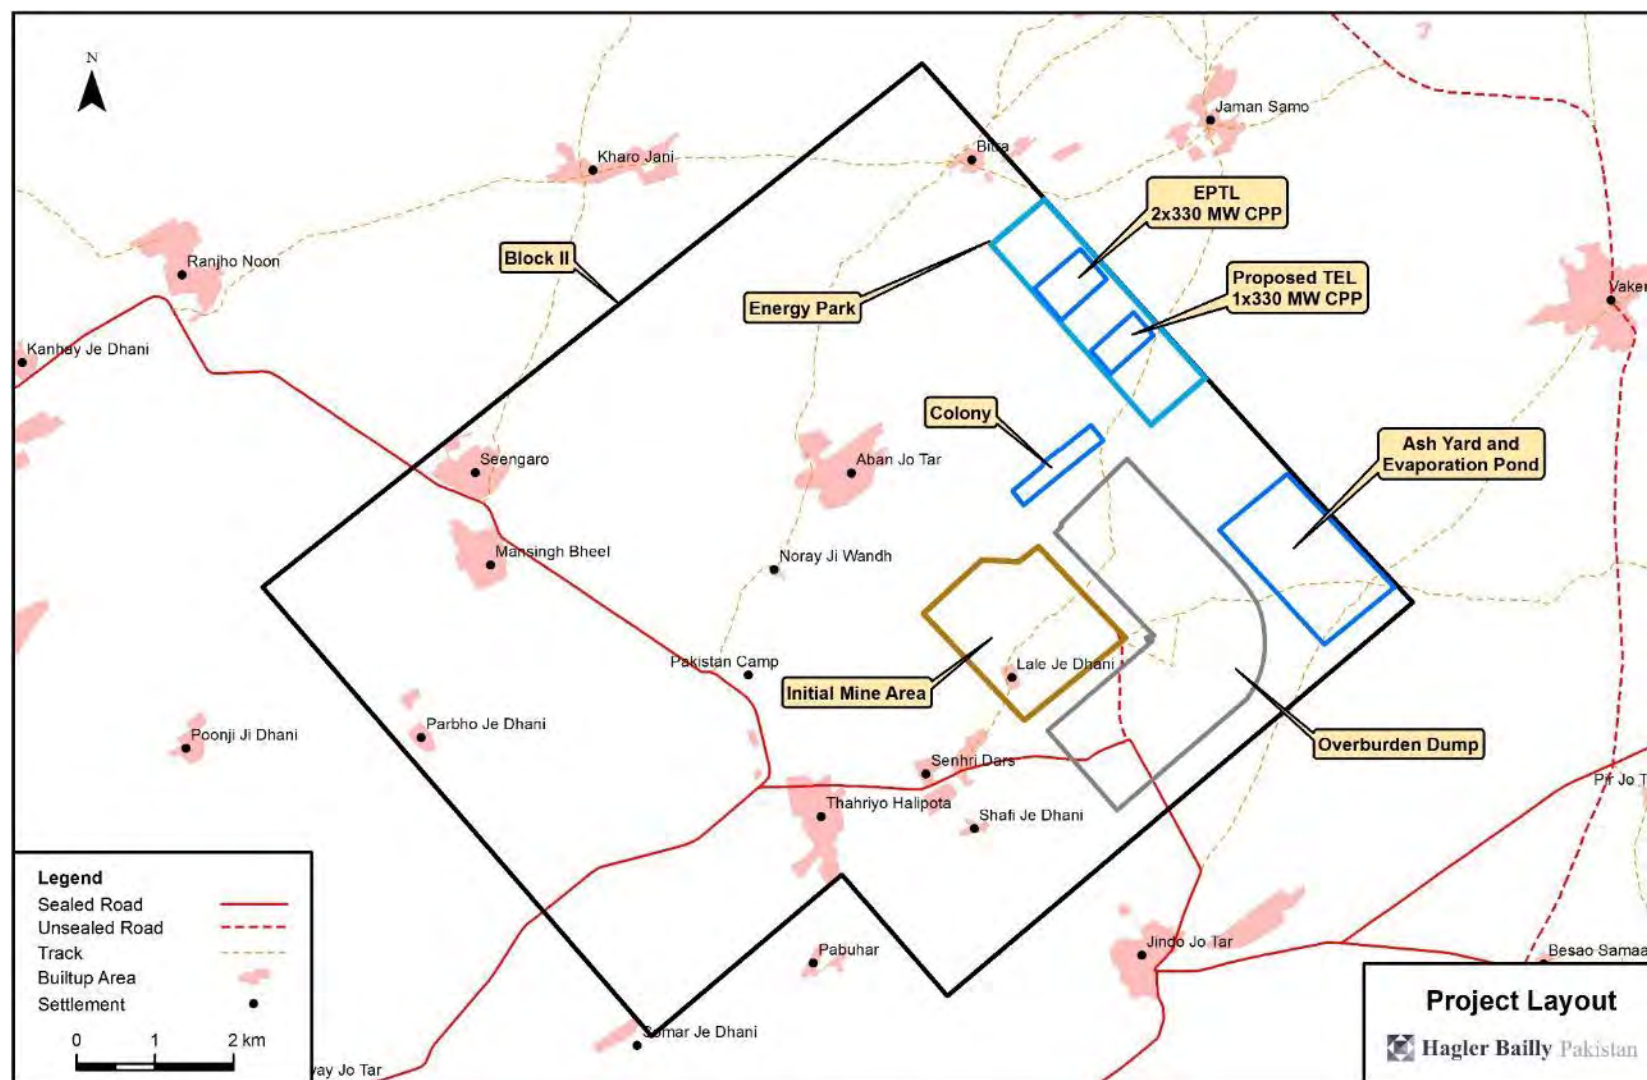 N
Jaman Samo
Bitra
Kharo Jani
EPTL
2x330 MW CPP
Block II
Ranjho Noon
Proposed TEL
1x330 MW CPP
Energy Park
Kanhay Je Dhani
Colony
Ash Yard and
Evaporation Pond
Seengaro
Aban Jo Tar
Mansingh Bheel
Noray Ji Wandh
Pakistan Camp
Lale Je Dhani
Initial Mine Area
Poonji Ji Dhani
Parbho Je Dhani
Overburden Dump
Senhri Dars
Thahriyo Halipota
Shafi Je Dhani
Jindo Jo Tar
Pabuhar
Besao Samaa
Somar Je Dhani
Jo Tar
Legend
Sealed Road
Unsealed Road
Track
Builtup Area
Settlement
0 1 2 km
Project Layout
Hagler Bailly Pakistan